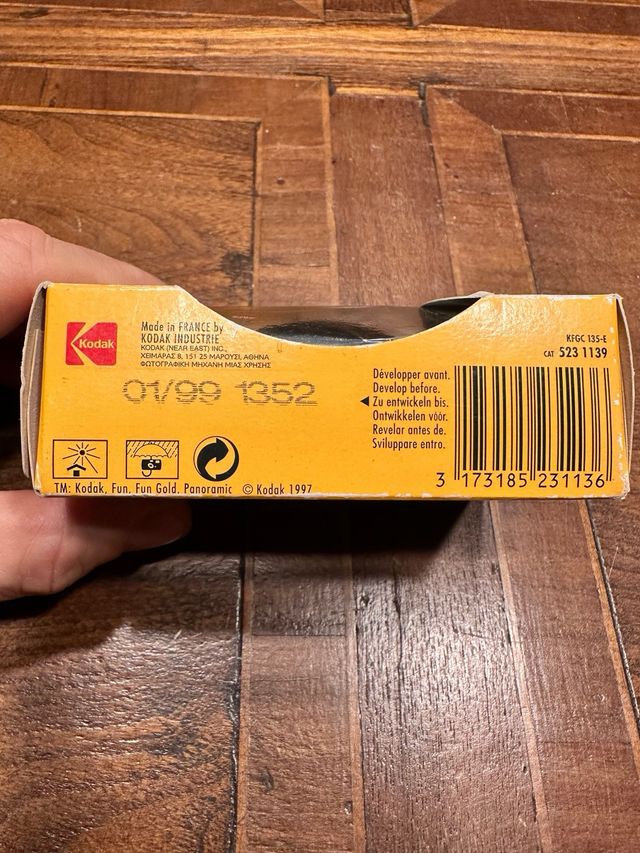 Kodak
Made in FRANCE by
KODAK INDUSTRIE
KODAK (NEAR EAST) INC.,
ΧΕΙΜΑΡΑΣ 8, 151 25 ΜΑΡΟΥΣΙ, ΑΘΗΝΑ
ΦΩΤΟΓΡΑΦΙΚΗ ΜΗΧΑΝΗ ΜΙΑΣ ΧΡΗΣΗΣ
01/99 1352
TM: Kodak, Fun, Fun Gold, Panoramic © Kodak 1997
Développer avant.
Develop before.
Zu entwickeln bis.
Ontwikkelen vóór.
Revelar antes de.
Sviluppare entro.
KFGC 135-E
CAT 523 1139
3 173185 231136